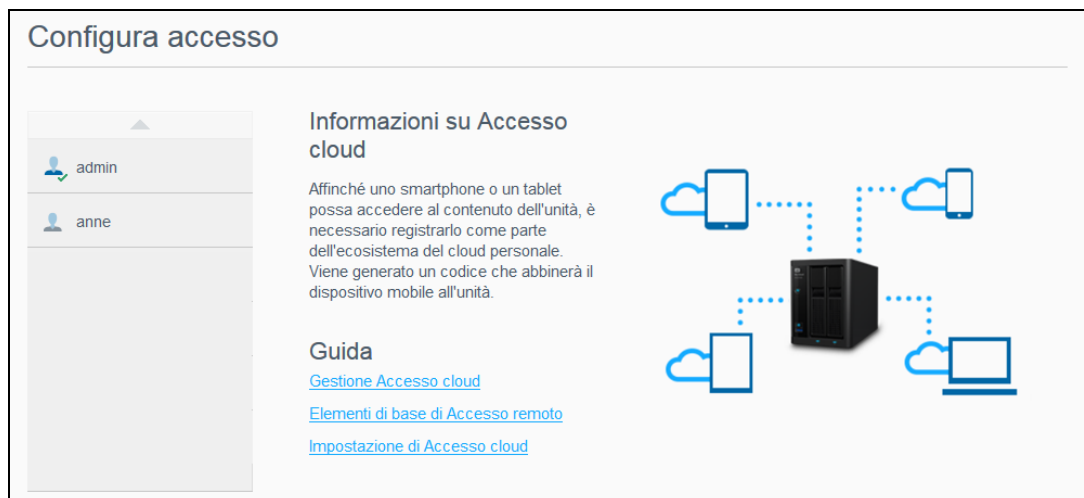 Configura accesso
admin
anne
Informazioni su Accesso
cloud
Affinché uno smartphone o un tablet
possa accedere al contenuto dell'unità, è
necessario registrarlo come parte
dell'ecosistema del cloud personale.
Viene generato un codice che abbinerà il
dispositivo mobile all'unità.
Guida
Gestione Accesso cloud
Elementi di base di Accesso remoto
Impostazione di Accesso cloud